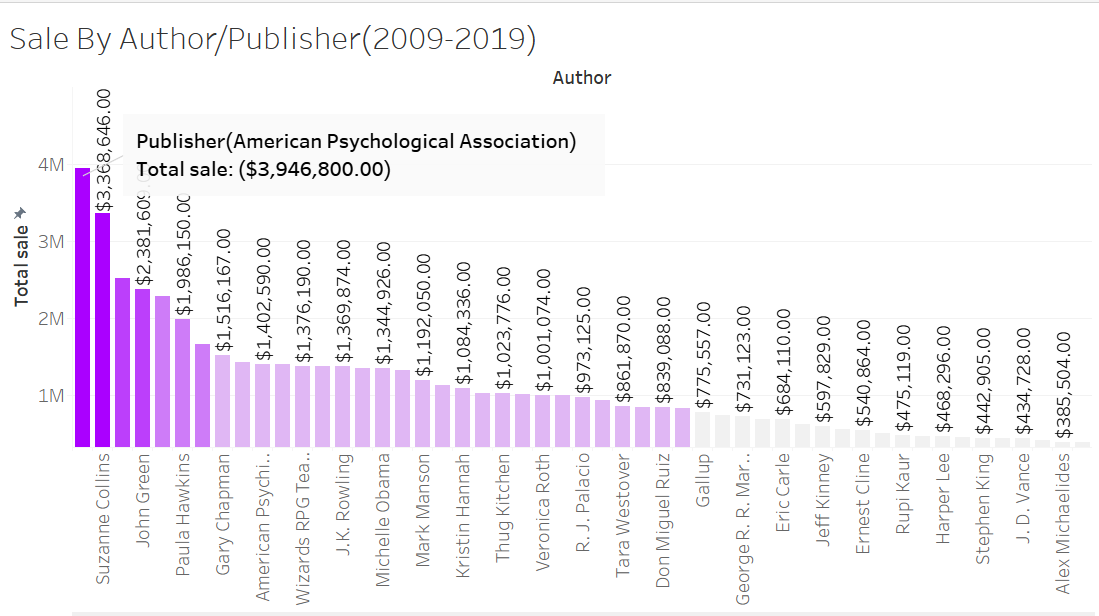 Sale By Author/Publisher(2009-2019)
Author
Publisher(American Psychological Association)
Total sale: ($3,946,800.00)
Total sale
4M
3M
2M
1M
$3,368,646.00
$2,381,609.
$1,986,150.00
$1,516,167.00
$1,402,590.00
$1,376,190.00
$1,369,874.00
$1,344,926.00
$1,192,050.00
$1,084,336.00
$1,023,776.00
$1,001,074.00
$973,125.00
$861,870.00
$839,088.00
$775,557.00
$731,123.00
$684,110.00
$597,829.00
$540,864.00
$475,119.00
$468,296.00
$442,905.00
$434,728.00
$385,504.00
Suzanne Collins
John Green
Paula Hawkins
Gary Chapman
American Psychi..
Wizards RPG Tea..
J.K. Rowling
Michelle Obama
Mark Manson
Kristin Hannah
Thug Kitchen
Veronica Roth
R. J. Palacio
Tara Westover
Don Miguel Ruiz
Gallup
George R. R. Mar..
Eric Carle
Jeff Kinney
Ernest Cline
Rupi Kaur
Harper Lee
Stephen King
J. D. Vance
Alex Michaelides